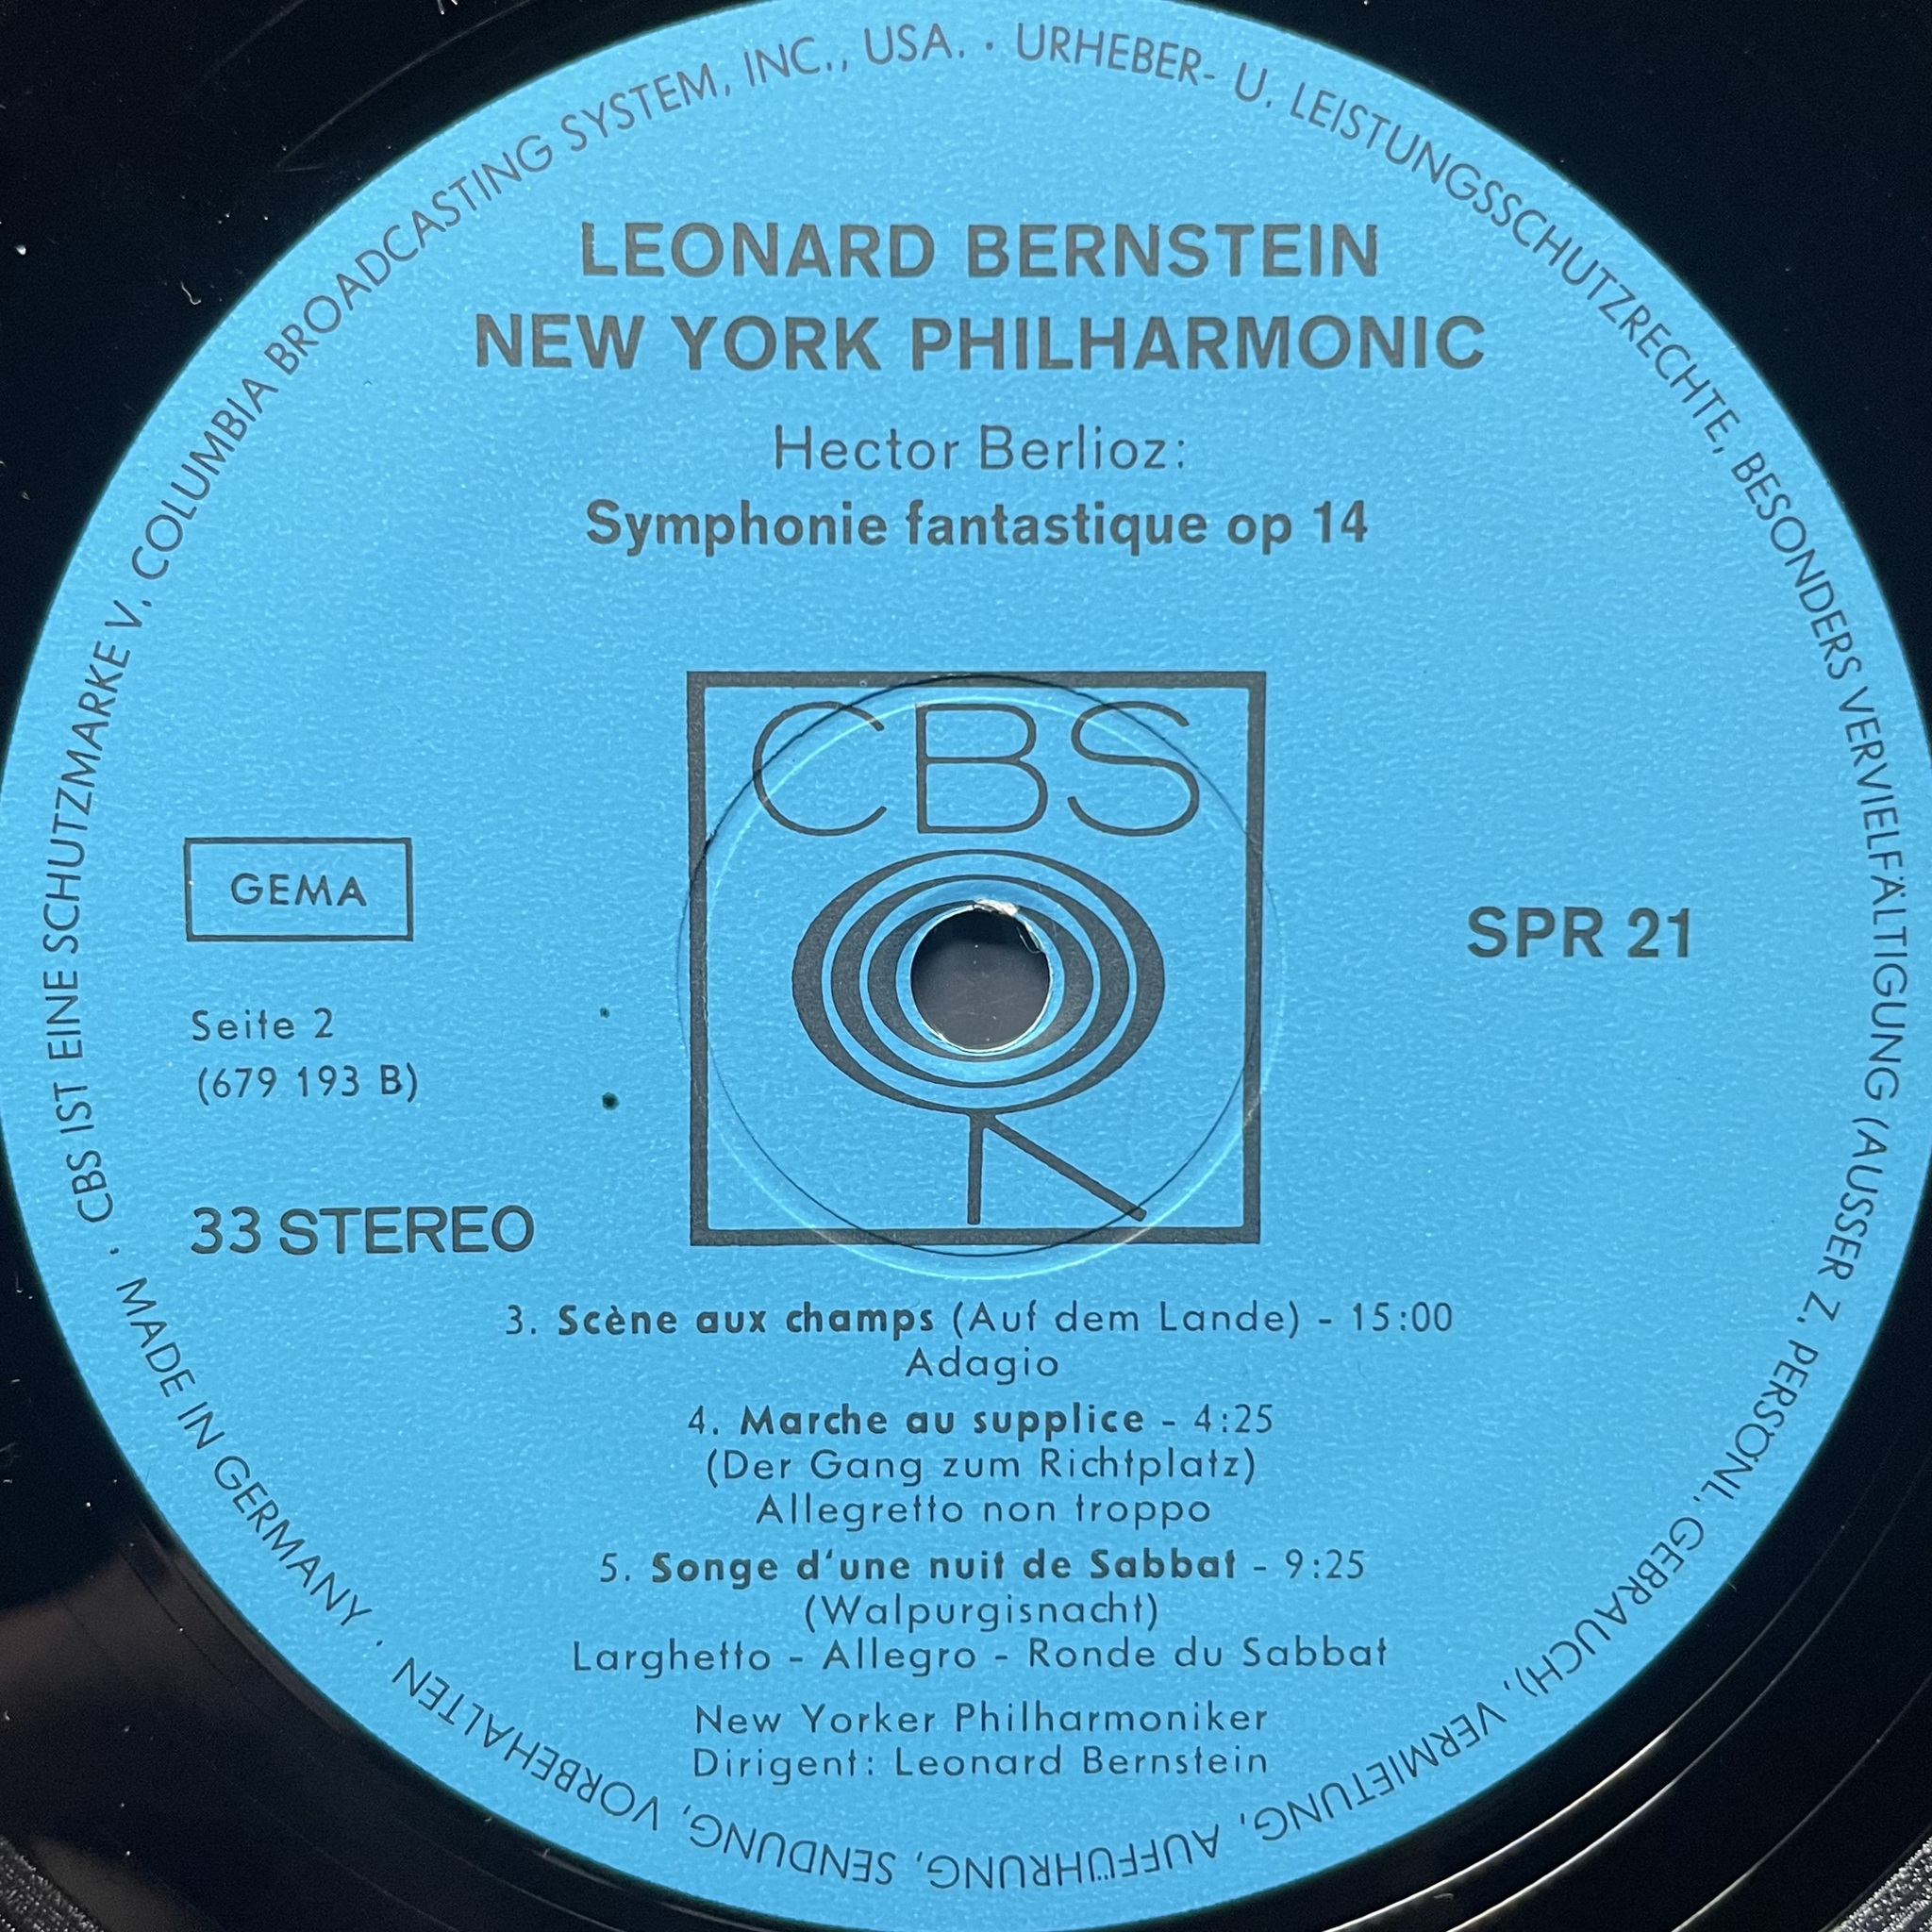 CBS IST EINE SCHUTZMARKE V. COLUMBIA BROADCASTING SYSTEM, INC., USA. · URHEBER- U. LEISTUNGSSCHUTZRECHTE, BESONDERS VERVIELFÄLTIGUNG (AUSSER Z. PERSÖNL. GEBRAUCH), VERMIETUNG, AUFFÜHRUNG, SENDUNG, VORBEHALTEN · MADE IN GERMANY ·
LEONARD BERNSTEIN
NEW YORK PHILHARMONIC
Hector Berlioz:
Symphonie fantastique op 14
CBS
GEMA
SPR 21
Seite 2
(679 193 B)
33 STEREO
3. Scène aux champs (Auf dem Lande) - 15:00
Adagio
4. Marche au supplice - 4:25
(Der Gang zum Richtplatz)
Allegretto non troppo
5. Songe d'une nuit de Sabbat - 9:25
(Walpurgisnacht)
Larghetto - Allegro - Ronde du Sabbat
New Yorker Philharmoniker
Dirigent: Leonard Bernstein